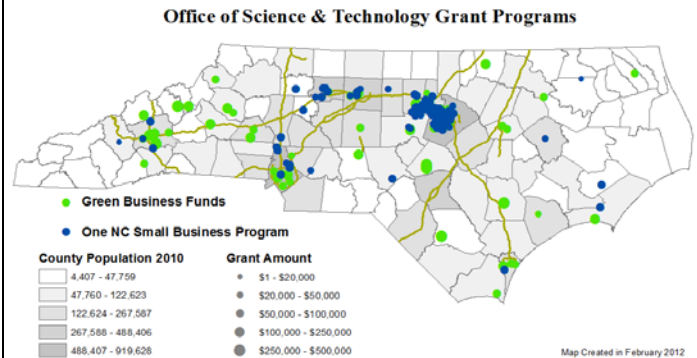 Office of Science & Technology Grant Programs
Green Business Funds
One NC Small Business Program
County Population 2010
4,407 - 47,759
47,760 - 122,623
122,624 - 267,587
267,588 - 488,406
488,407 - 919,628
Grant Amount
$1 - $20,000
$20,000 - $50,000
$50,000 - $100,000
$100,000 - $250,000
$250,000 - $500,000
Map Created in February 2012